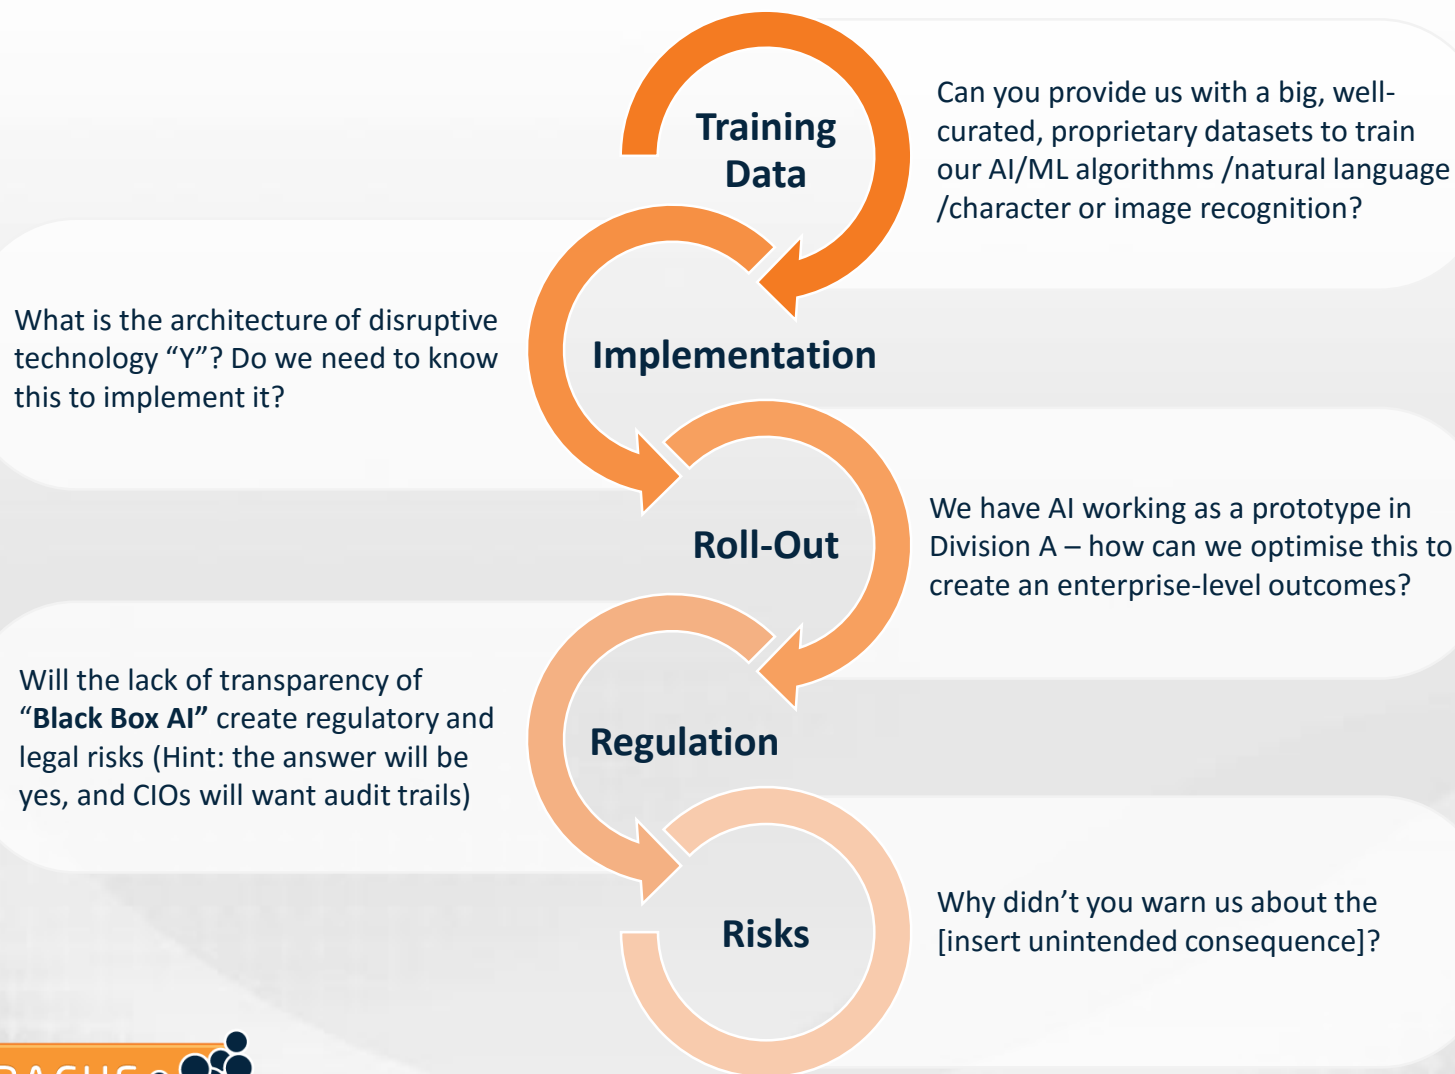 Training
Data
Can you provide us with a big, well-
curated, proprietary datasets to train
our AI/ML algorithms /natural language
/character or image recognition?
What is the architecture of disruptive
technology “Y”? Do we need to know
this to implement it?
Implementation
Roll-Out
We have AI working as a prototype in
Division A – how can we optimise this to
create an enterprise-level outcomes?
Will the lack of transparency of
“Black Box AI” create regulatory and
legal risks (Hint: the answer will be
yes, and CIOs will want audit trails)
Regulation
Risks
Why didn’t you warn us about the
[insert unintended consequence]?